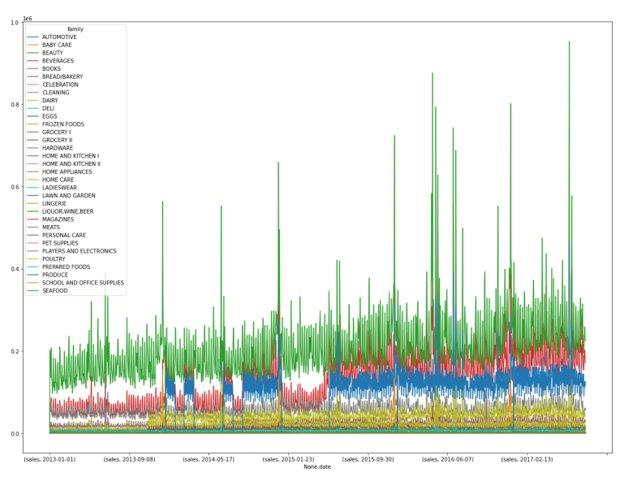 1e6
1.0
0.8
0.6
0.4
0.2
0.0
family
AUTOMOTIVE
BABY CARE
BEAUTY
BEVERAGES
BOOKS
BREAD/BAKERY
CELEBRATION
CLEANING
DAIRY
DELI
EGGS
FROZEN FOODS
GROCERY I
GROCERY II
HARDWARE
HOME AND KITCHEN I
HOME AND KITCHEN II
HOME APPLIANCES
HOME CARE
LADIESWEAR
LAWN AND GARDEN
LINGERIE
LIQUOR,WINE,BEER
MAGAZINES
MEATS
PERSONAL CARE
PET SUPPLIES
PLAYERS AND ELECTRONICS
POULTRY
PREPARED FOODS
PRODUCE
SCHOOL AND OFFICE SUPPLIES
SEAFOOD
(sales, 2013-01-01) (sales, 2013-09-08) (sales, 2014-05-17) (sales, 2015-01-23) (sales, 2015-09-30) (sales, 2016-06-07) (sales, 2017-02-13)
None,date